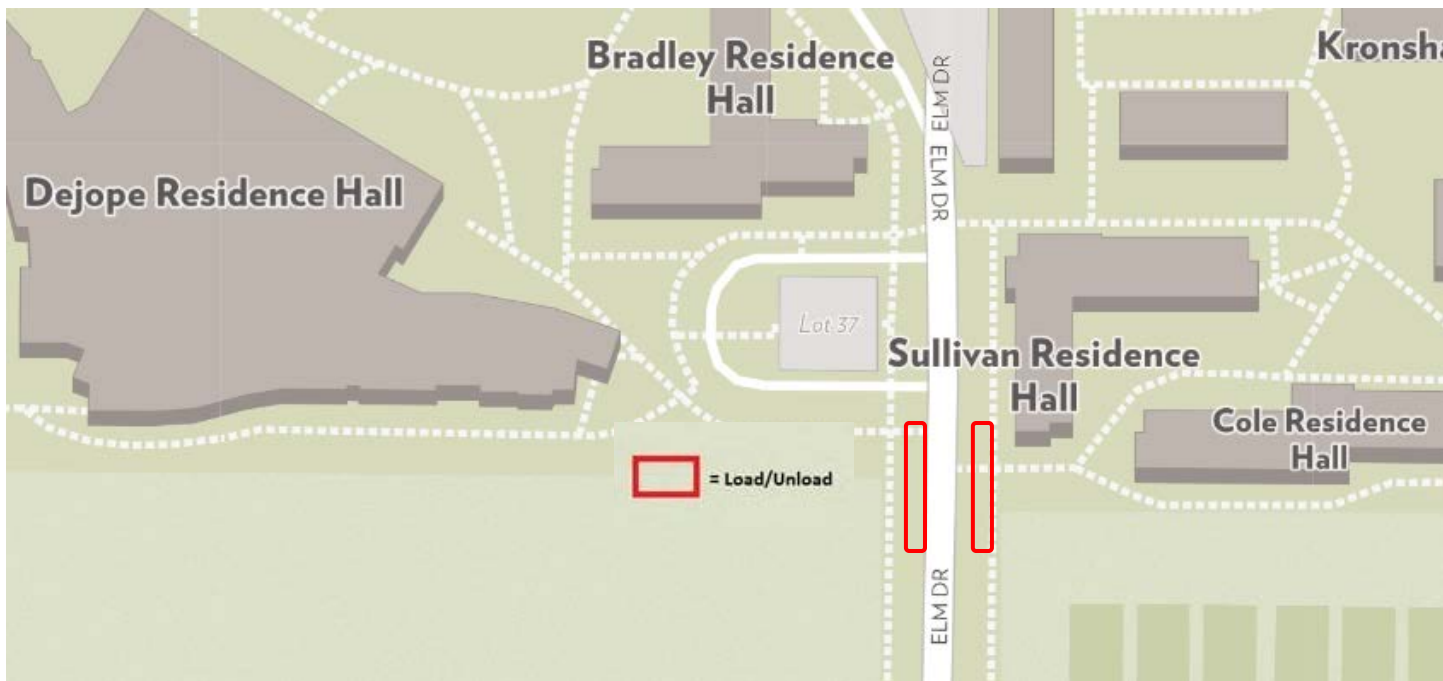 Bradley Residence
Hall
Kronsha
ELM DR
ELM DR
Dejope Residence Hall
Lot 37
Sullivan Residence
Hall
Cole Residence
Hall
= Load/Unload
ELM DR